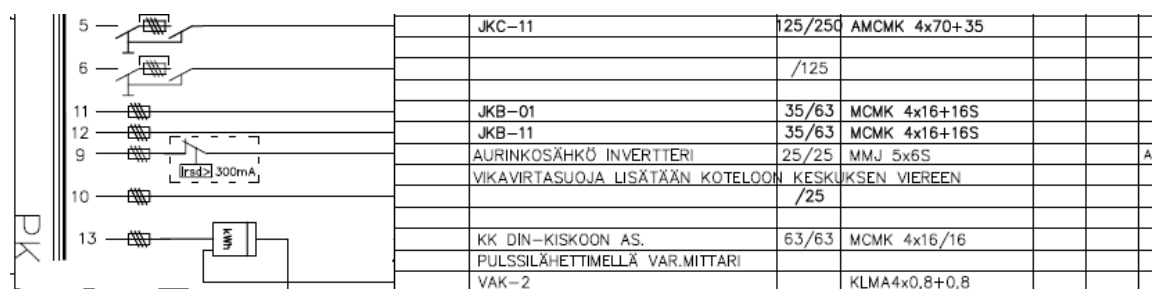 5 JKC-11 125/250 AMCMK 4x70+35
6 /125
11 JKB-01 35/63 MCMK 4x16+16S
12 JKB-11 35/63 MCMK 4x16+16S
9 AURINKOSÄHKÖ INVERTTERI 25/25 MMJ 5x6S A
Irsd> 300mA VIKAVIRTASUOJA LISÄTÄÄN KOTELOON KESKUKSEN VIEREEN
10 /25
13 kWh KK DIN-KISKOON AS. 63/63 MCMK 4x16/16
PULSSILÄHETTIMELLÄ VAR.MITTARI
VAK-2 KLMA4x0,8+0,8
PK